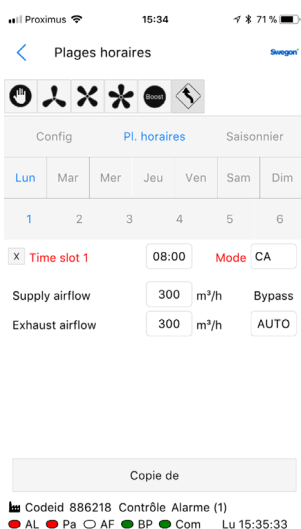 Proximus 15:34 71 %
Plages horaires Swegon
Boost
Config Pl. horaires Saisonnier
Lun Mar Mer Jeu Ven Sam Dim
1 2 3 4 5 6
X Time slot 1 08:00 Mode CA
Supply airflow 300 m³/h Bypass
Exhaust airflow 300 m³/h AUTO
Copie de
Codeid 886218 Contrôle Alarme (1)
AL Pa AF BP Com Lu 15:35:33